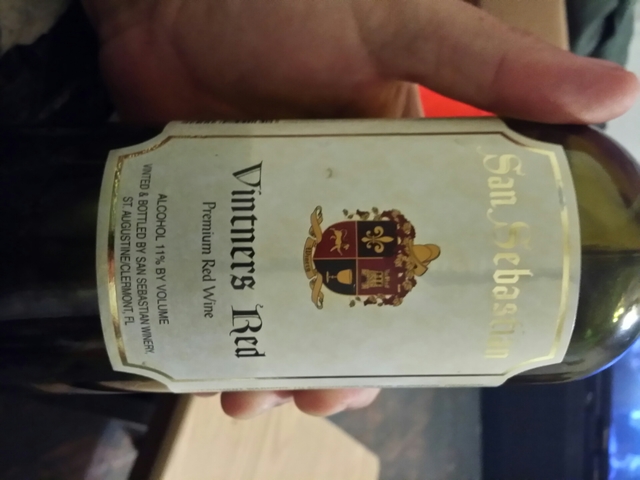 San Sebastian
Vintners Red
Premium Red Wine
ALCOHOL 11% BY VOLUME
VINTED & BOTTLED BY SAN SEBASTIAN WINERY,
ST. AUGUSTINE/CLERMONT, FL